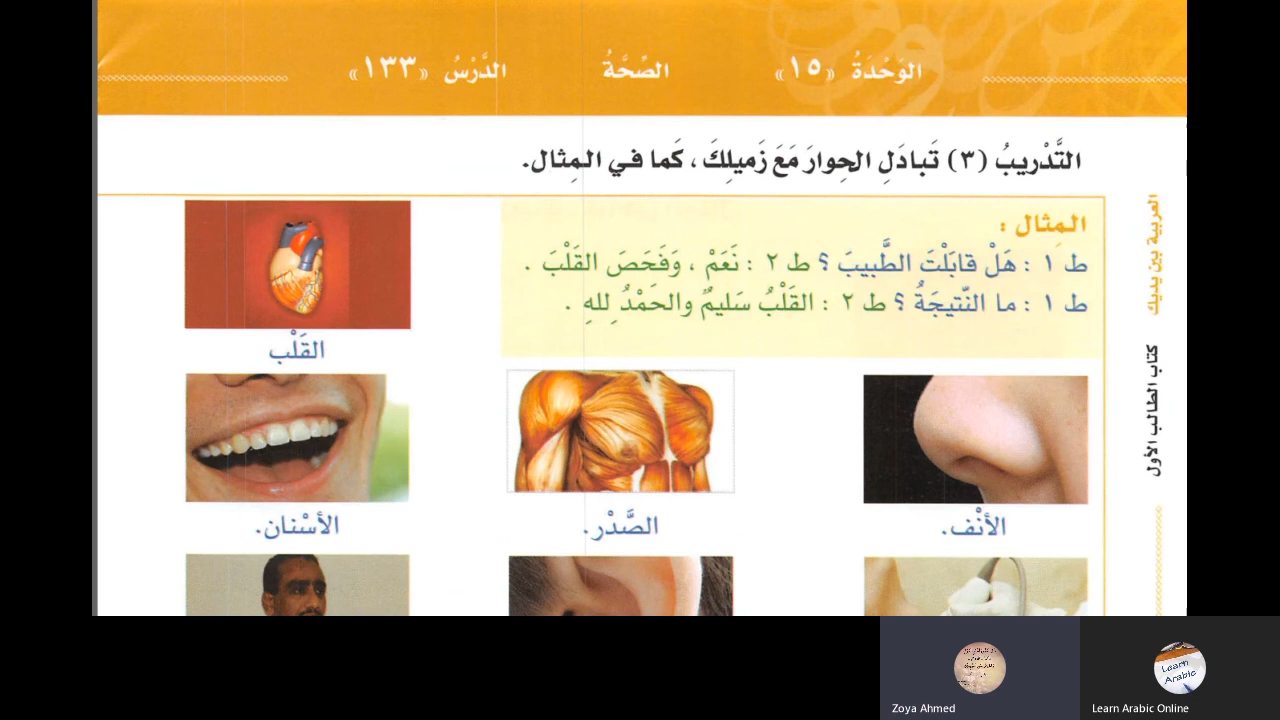 الوَحْدَةُ «١٥» الصِّحَّةُ الدَّرْسُ «١٣٣»
التَّدْريبُ (٣) تَبادَلِ الحِوارَ مَعَ زَميلِكَ ، كَما في المِثال.
المِثال :
ط ١ : هَلْ قابَلْتَ الطَّبيبَ ؟ ط ٢ : نَعَمْ ، وَفَحَصَ القَلْبَ .
ط ١ : ما النَّتيجَةُ ؟ ط ٢ : القَلْبُ سَليمٌ والحَمْدُ لِلهِ .
القَلْب
الأنْف.
الصَّدْر.
الأسْنان.
العربية بين يديك
كتاب الطالب الأول
Zoya Ahmed
Learn Arabic Online
Learn Arabic